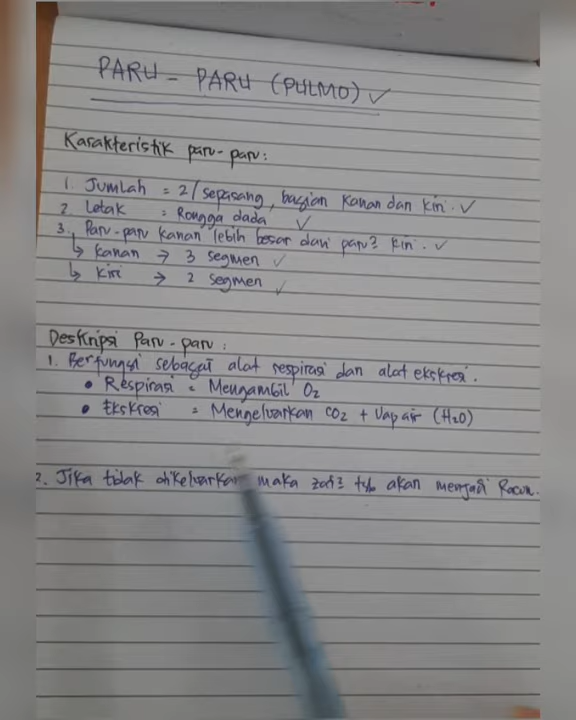 PARU - PARU (PULMO) ✓
Karakteristik paru-paru :
1. Jumlah = 2/sepasang, bagian kanan dan kiri. ✓
2. Letak : Rongga dada ✓
3. Paru-paru kanan lebih besar dari paru2 kiri. ✓
↳ kanan → 3 segmen ✓
↳ kiri → 2 segmen ✓
Deskripsi Paru-paru :
1. Berfungsi sebagai alat respirasi dan alat ekskresi.
• Respirasi = Mengambil O₂
• Ekskresi = Mengeluarkan CO₂ + Uap air (H₂O)
2. Jika tidak dikeluarkan maka zat2 tsb akan menjadi Racun.